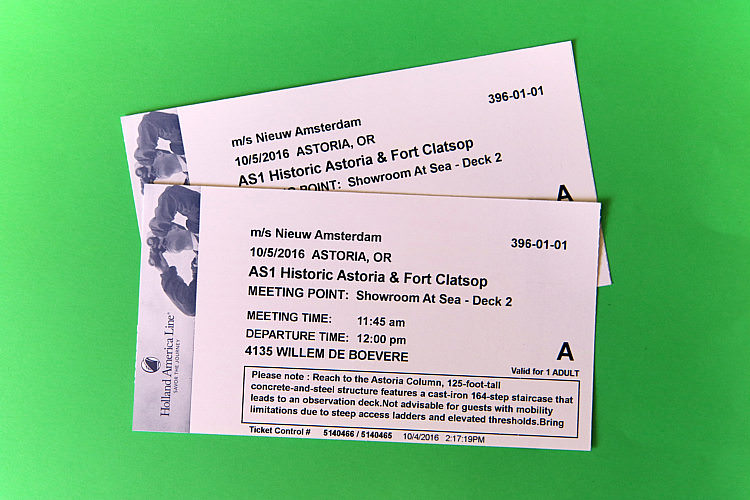 396-01-01
m/s Nieuw Amsterdam
10/5/2016 ASTORIA, OR
AS1 Historic Astoria & Fort Clatsop
POINT: Showroom At Sea - Deck 2
A
m/s Nieuw Amsterdam
396-01-01
10/5/2016 ASTORIA, OR
AS1 Historic Astoria & Fort Clatsop
MEETING POINT: Showroom At Sea - Deck 2
MEETING TIME: 11:45 am
DEPARTURE TIME: 12:00 pm
4135 WILLEM DE BOEVERE
A
Valid for 1 ADULT
Please note : Reach to the Astoria Column, 125-foot-tall
concrete-and-steel structure features a cast-iron 164-step staircase that
leads to an observation deck.Not advisable for guests with mobility
limitations due to steep access ladders and elevated thresholds.Bring
Ticket Control # 5140466 / 5140465 10/4/2016 2:17:19PM
Holland America Line
SAVOR THE JOURNEY